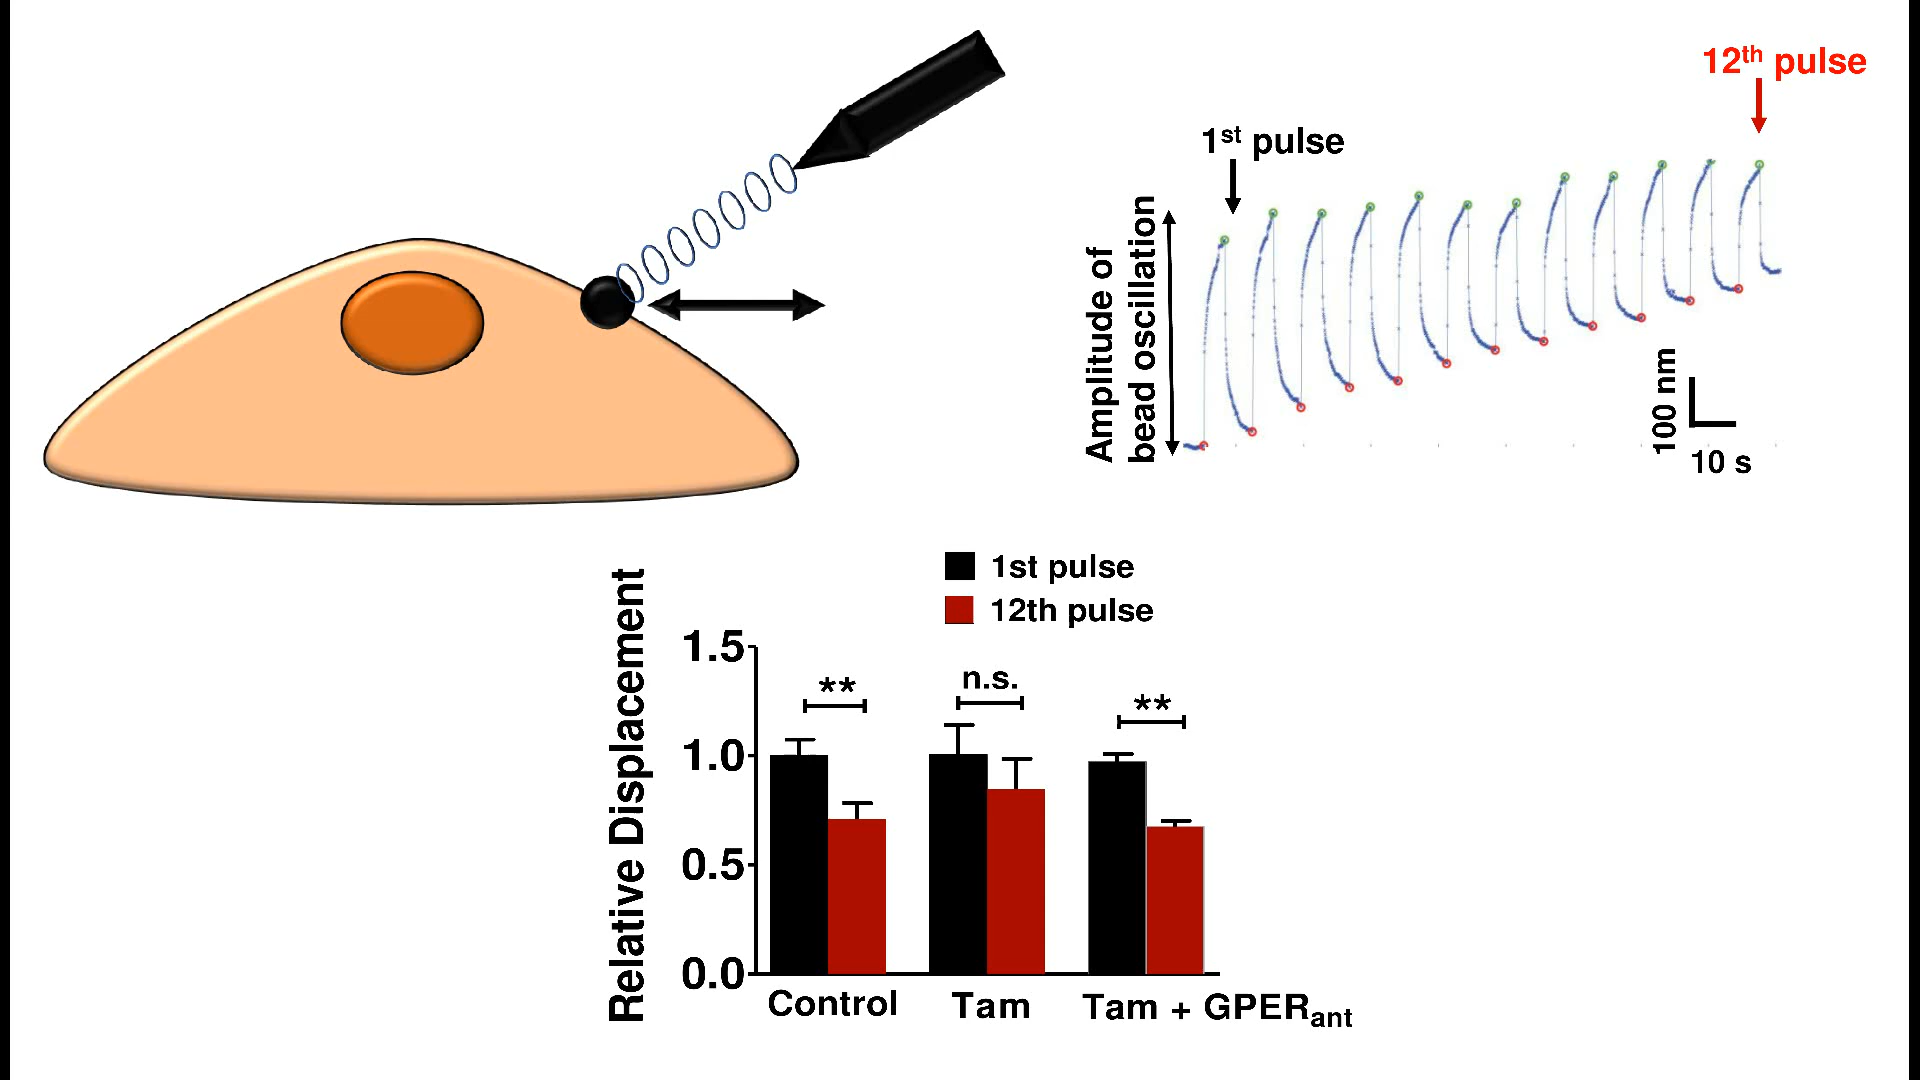 12th pulse
1st pulse
Amplitude of
bead oscillation
100 nm
10 s
1st pulse
12th pulse
Relative Displacement
1.5
1.0
0.5
0.0
**
n.s.
**
Control
Tam
Tam + GPERant